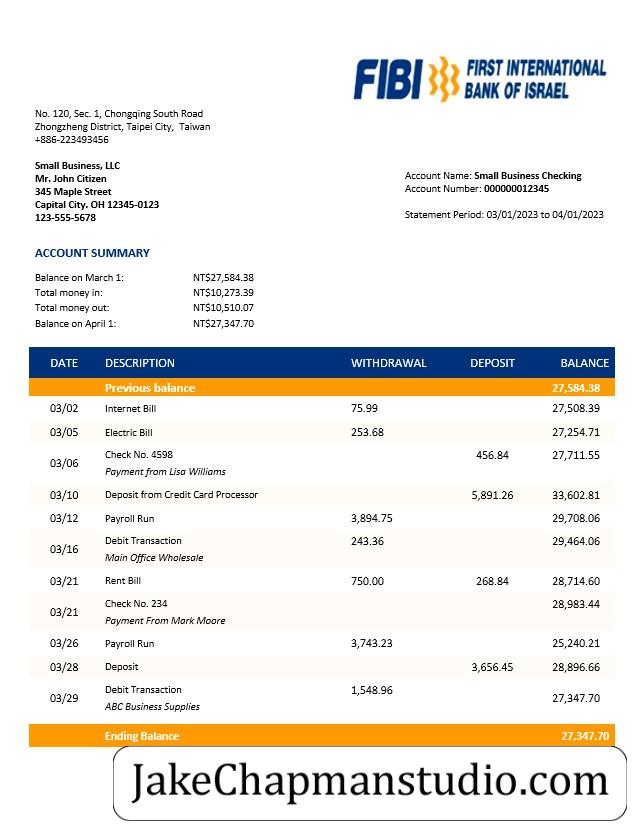 FIBI FIRST INTERNATIONAL
BANK OF ISRAEL
No. 120, Sec. 1, Chongqing South Road
Zhongzheng District, Taipei City, Taiwan
+886-223493456
Small Business, LLC
Mr. John Citizen
345 Maple Street
Capital City. OH 12345-0123
123-555-5678
Account Name: Small Business Checking
Account Number: 000000012345
Statement Period: 03/01/2023 to 04/01/2023
ACCOUNT SUMMARY
Balance on March 1: NT$27,584.38
Total money in: NT$10,273.39
Total money out: NT$10,510.07
Balance on April 1: NT$27,347.70
DATE DESCRIPTION WITHDRAWAL DEPOSIT BALANCE
Previous balance 27,584.38
03/02 Internet Bill 75.99 27,508.39
03/05 Electric Bill 253.68 27,254.71
03/06 Check No. 4598 456.84 27,711.55
Payment from Lisa Williams
03/10 Deposit from Credit Card Processor 5,891.26 33,602.81
03/12 Payroll Run 3,894.75 29,708.06
03/16 Debit Transaction 243.36 29,464.06
Main Office Wholesale
03/21 Rent Bill 750.00 268.84 28,714.60
03/21 Check No. 234 28,983.44
Payment From Mark Moore
03/26 Payroll Run 3,743.23 25,240.21
03/28 Deposit 3,656.45 28,896.66
03/29 Debit Transaction 1,548.96 27,347.70
ABC Business Supplies
Ending Balance 27,347.70
JakeChapmanstudio.com